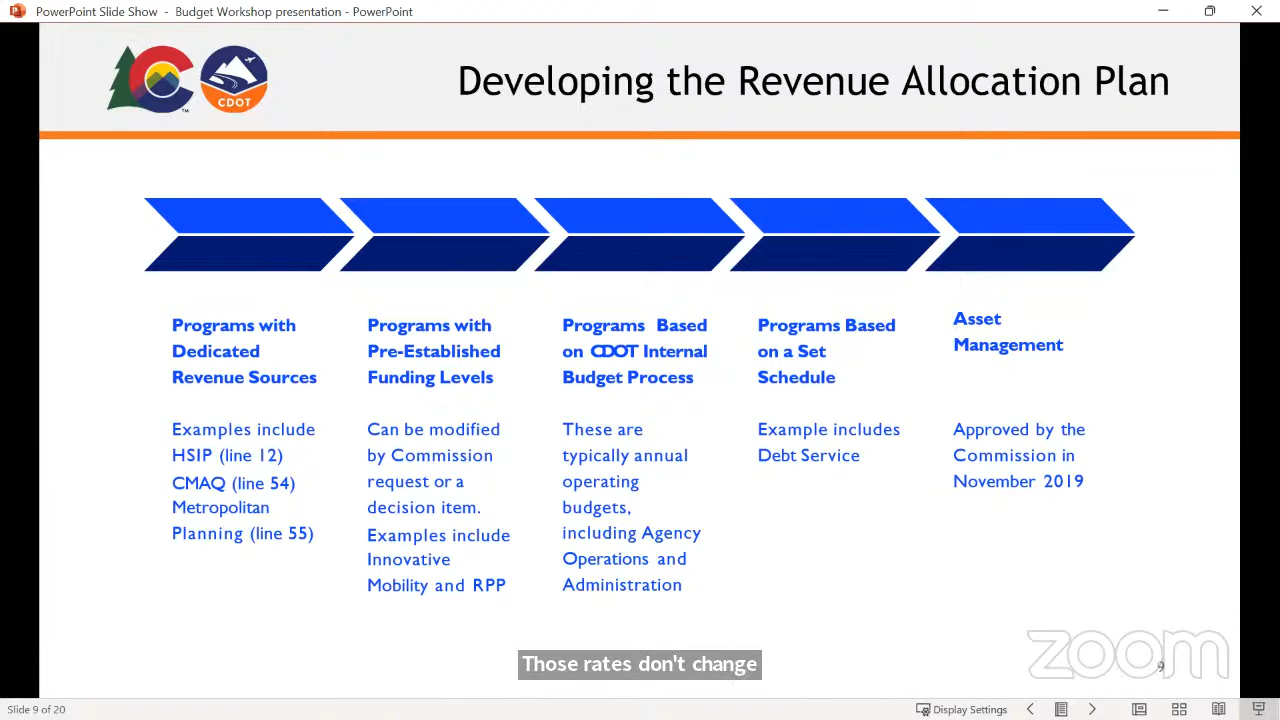 PowerPoint Slide Show - Budget Workshop presentation - PowerPoint
CDOT
TM
Developing the Revenue Allocation Plan
Programs with
Dedicated
Revenue Sources
Examples include
HSIP (line 12)
CMAQ (line 54)
Metropolitan
Planning (line 55)
Programs with
Pre-Established
Funding Levels
Can be modified
by Commission
request or a
decision item.
Examples include
Innovative
Mobility and RPP
Programs Based
on CDOT Internal
Budget Process
These are
typically annual
operating
budgets,
including Agency
Operations and
Administration
Programs Based
on a Set
Schedule
Example includes
Debt Service
Asset
Management
Approved by the
Commission in
November 2019
Those rates don't change
zoom
9
Slide 9 of 20
Display Settings